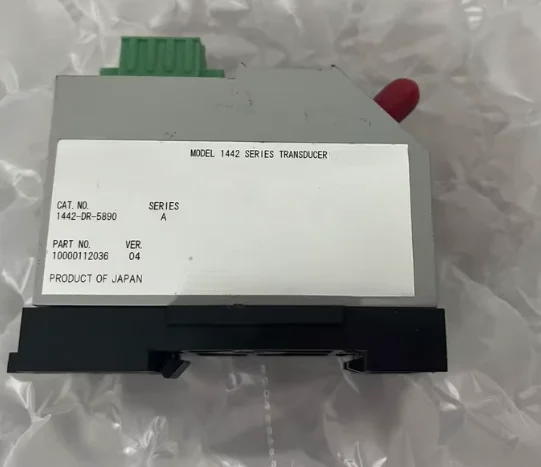 MODEL 1442 SERIES TRANSDUCER
CAT. NO. SERIES
1442-DR-5890 A
PART NO. VER.
10000112036 04
PRODUCT OF JAPAN